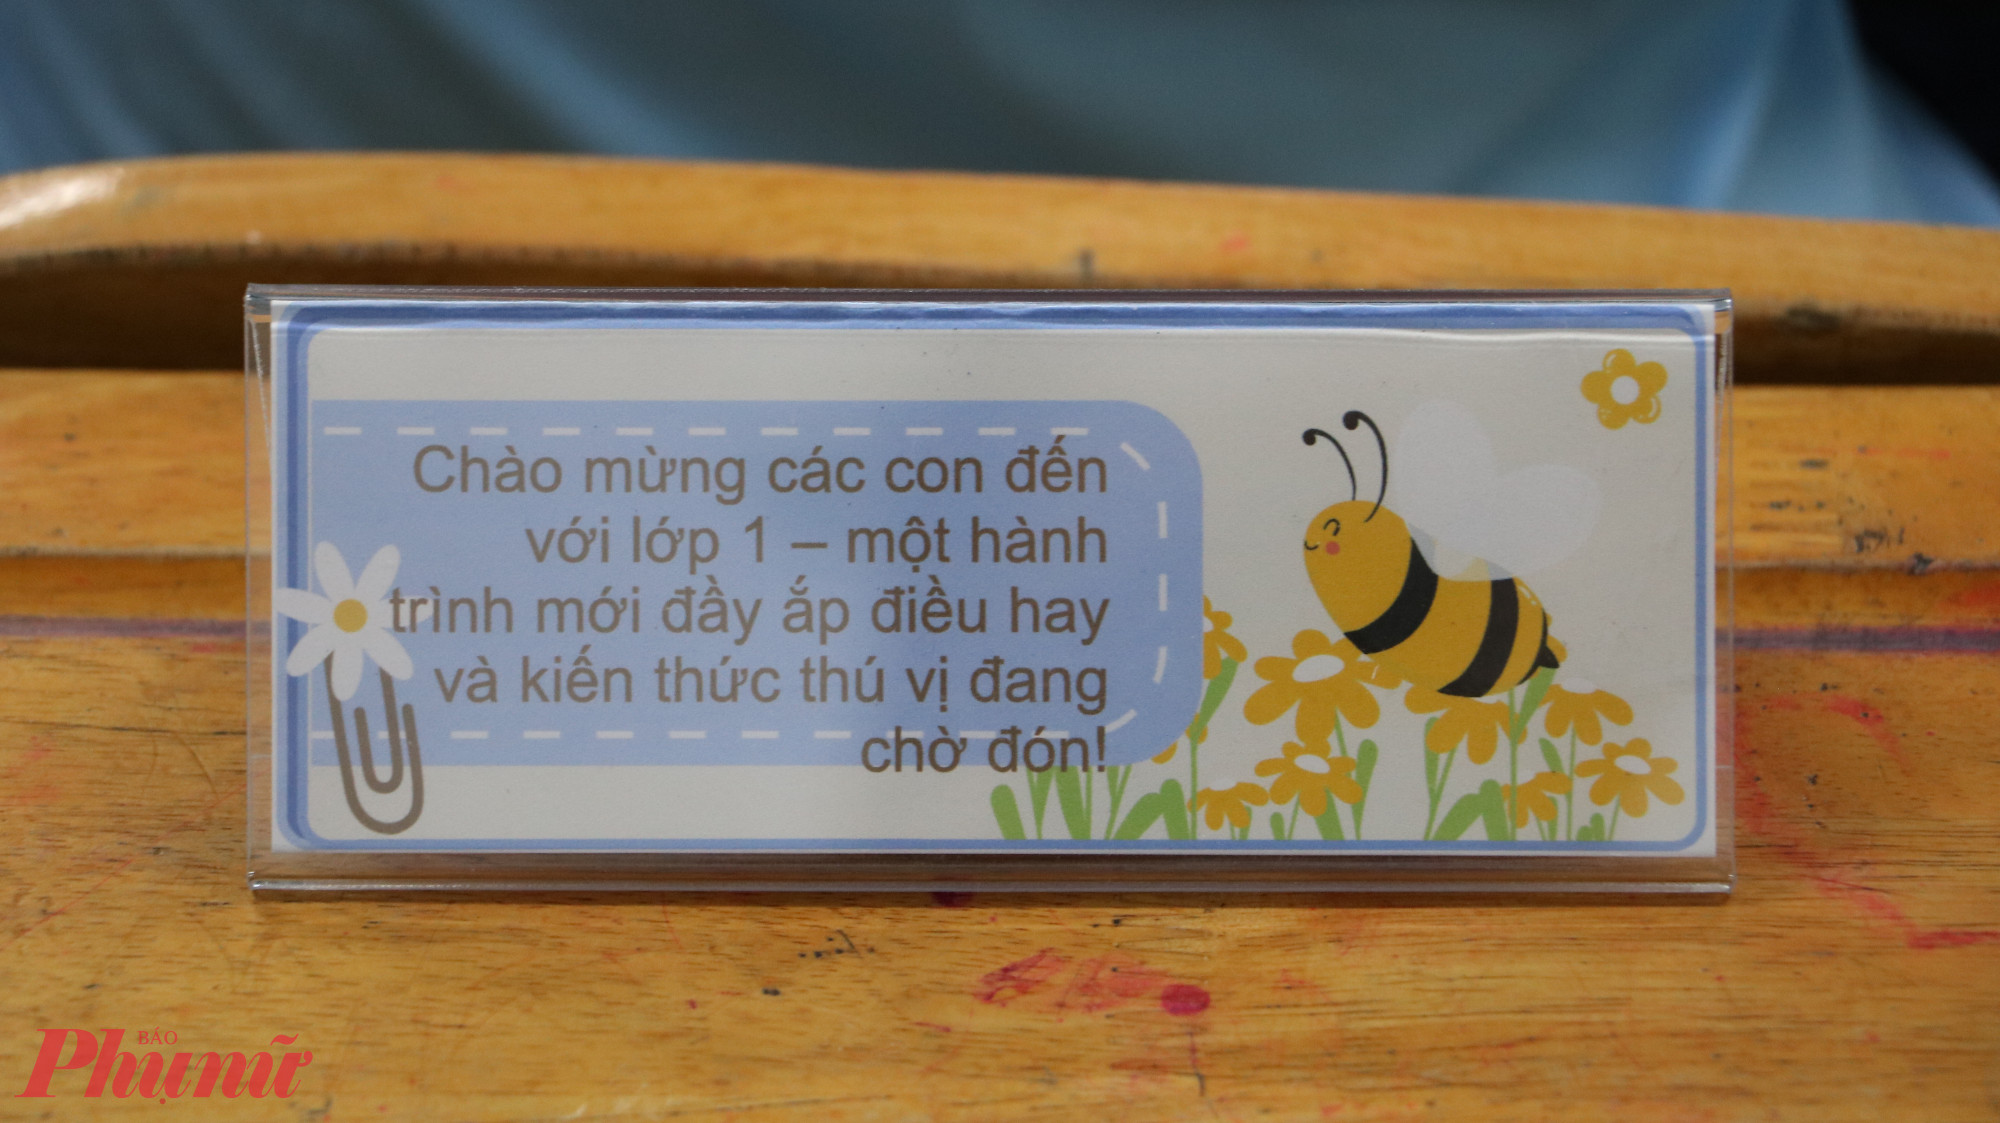 Chào mừng các con đến
với lớp 1 – một hành
trình mới đầy ắp điều hay
và kiến thức thú vị đang
chờ đón!
BÁO
Phụ nữ